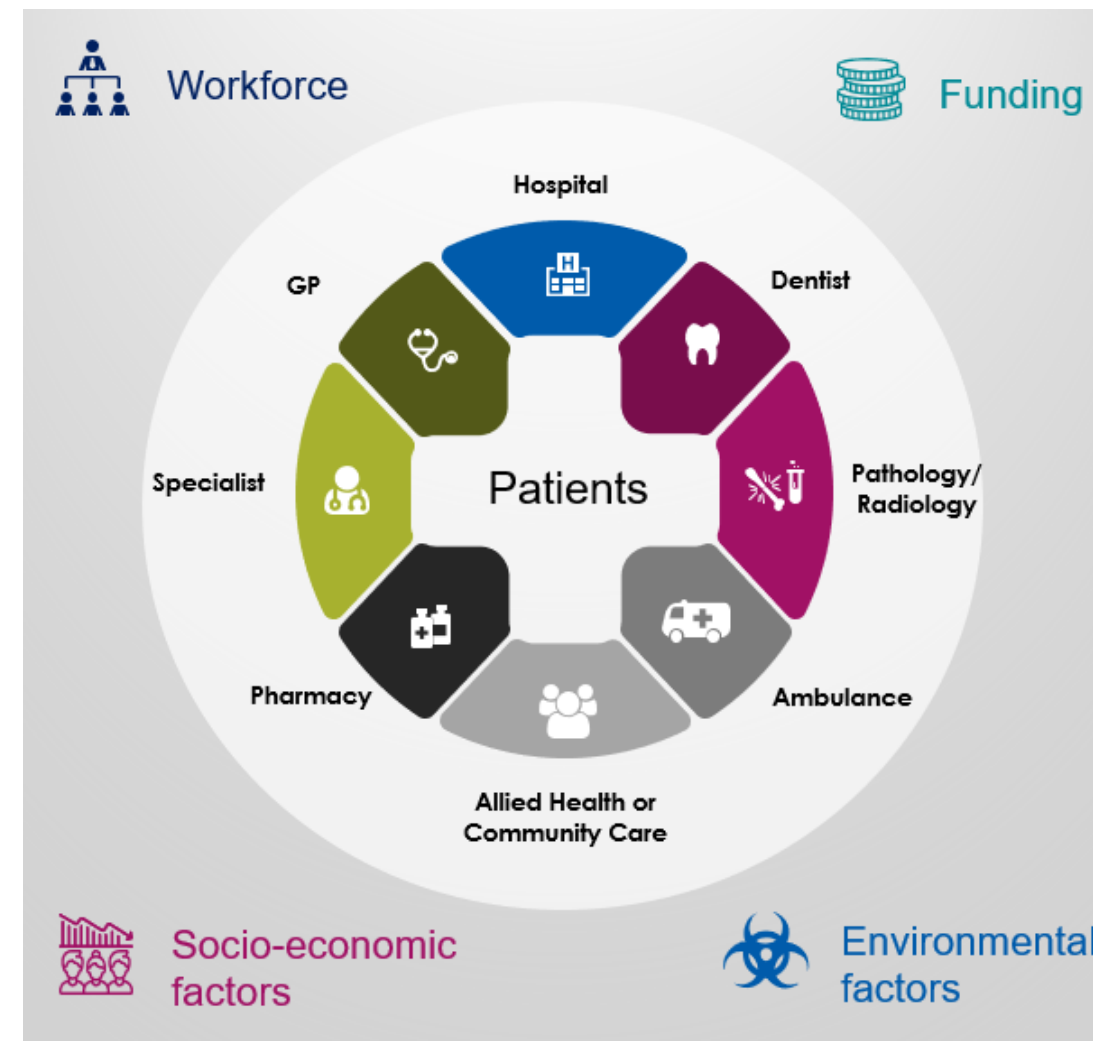 Workforce
Funding
Hospital
GP
Dentist
H
Specialist
Patients
Pathology/
Radiology
Pharmacy
Ambulance
Allied Health or
Community Care
Socio-economic
factors
Environmental
factors